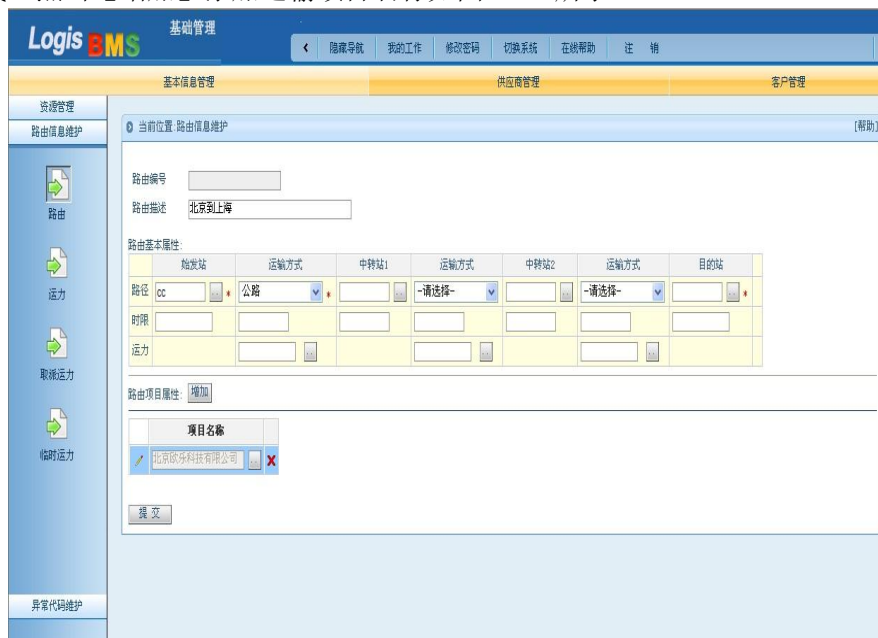 Logis BMS
基础管理
隐藏导航 我的工作 修改密码 切换系统 在线帮助 注 销
基本信息管理 供应商管理 客户管理
资源管理
路由信息维护
当前位置:路由信息维护 [帮助]
路由编号
路由描述 北京到上海
路由
路由基本属性:
始发站 运输方式 中转站1 运输方式 中转站2 运输方式 目的站
路径 cc .. * 公路 * .. -请选择- .. -请选择- .. *
时限
运力 .. .. ..
运力
取派运力
路由项目属性: 增加
项目名称
北京欧乐科技有限公司 ..
临时运力
提 交
异常代码维护